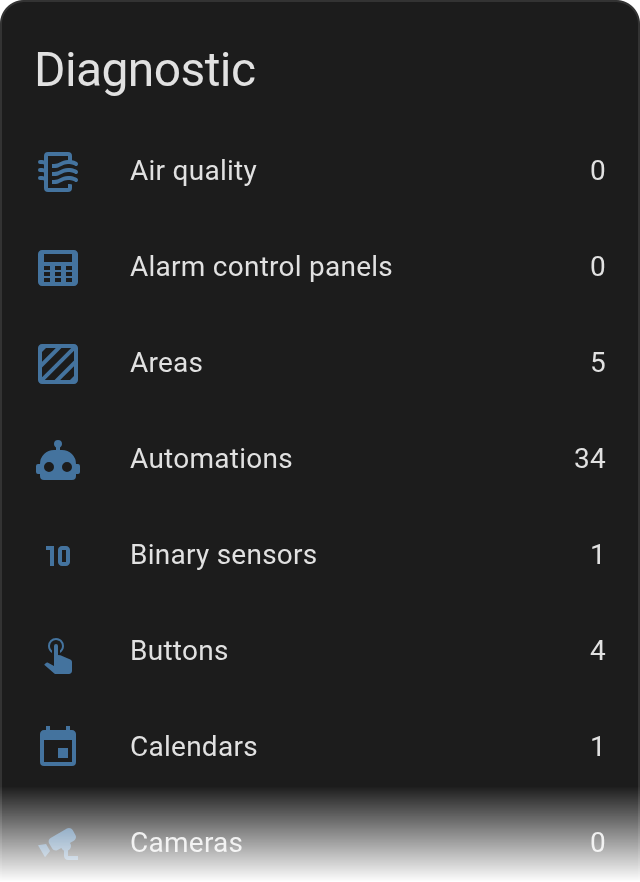 Diagnostic
Air quality 0
Alarm control panels 0
Areas 5
Automations 34
10 Binary sensors 1
Buttons 4
Calendars 1
Cameras 0